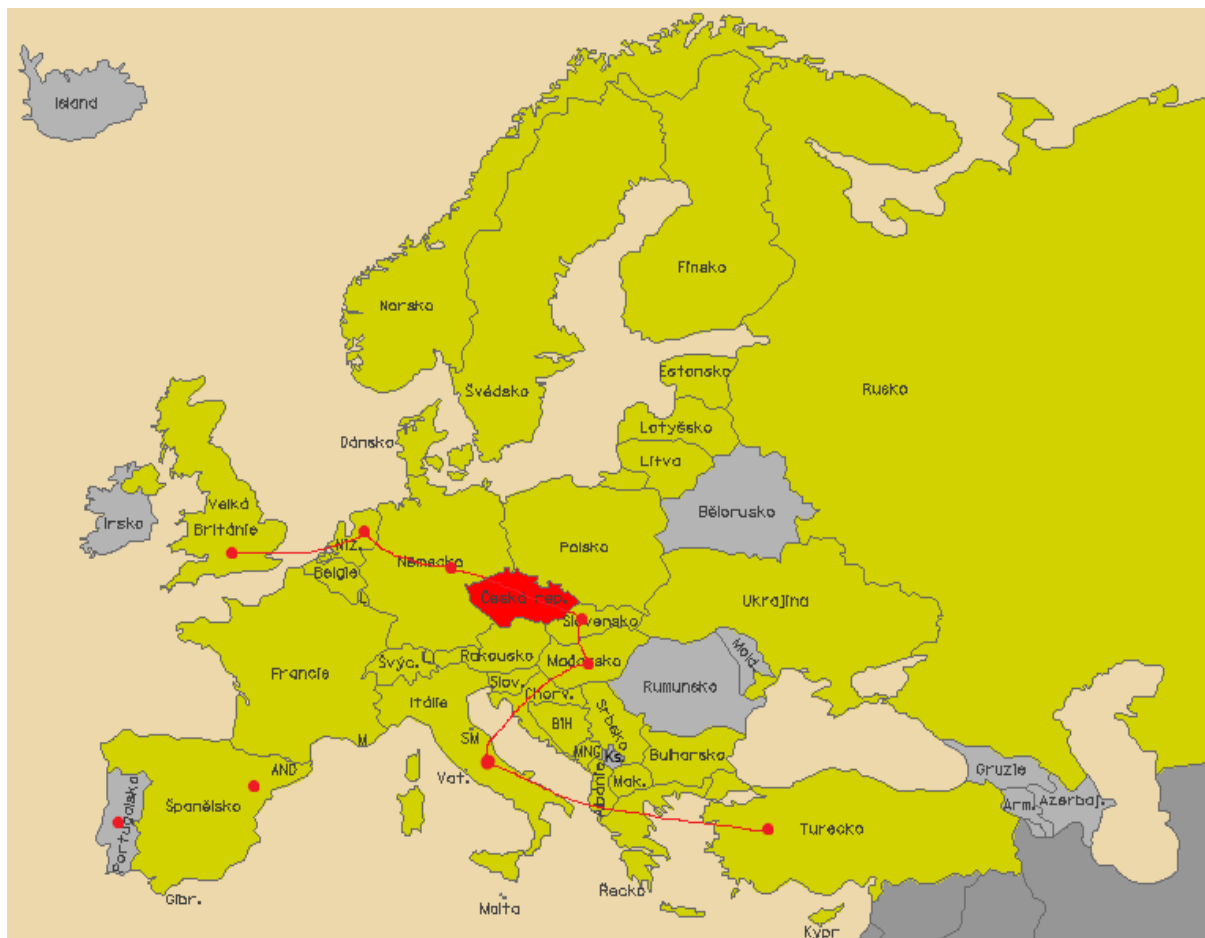 Island
Norsko
Fínsko
Švédsko
Estonsko
Rusko
Lotyšsko
Dánsko
Litva
Velká
Británie
Irsko
Bělorusko
Niz.
Polsko
Německo
Belgie
L
Česká rep.
Ukrajina
Slovensko
Rakousko
Maďarsko
Mold.
Švýc.
L
Francie
Rumunsko
Slov.
Chorv.
Itálie
Srbsko
BIH
SM
M
MNG
Ks.
Bulharsko
AND
Vat.
Mak.
Albánie
Gruzie
Arm.
Azerbaj.
Portugalsko
Španělsko
Turecko
Gibr.
Malta
Řecko
Kypr